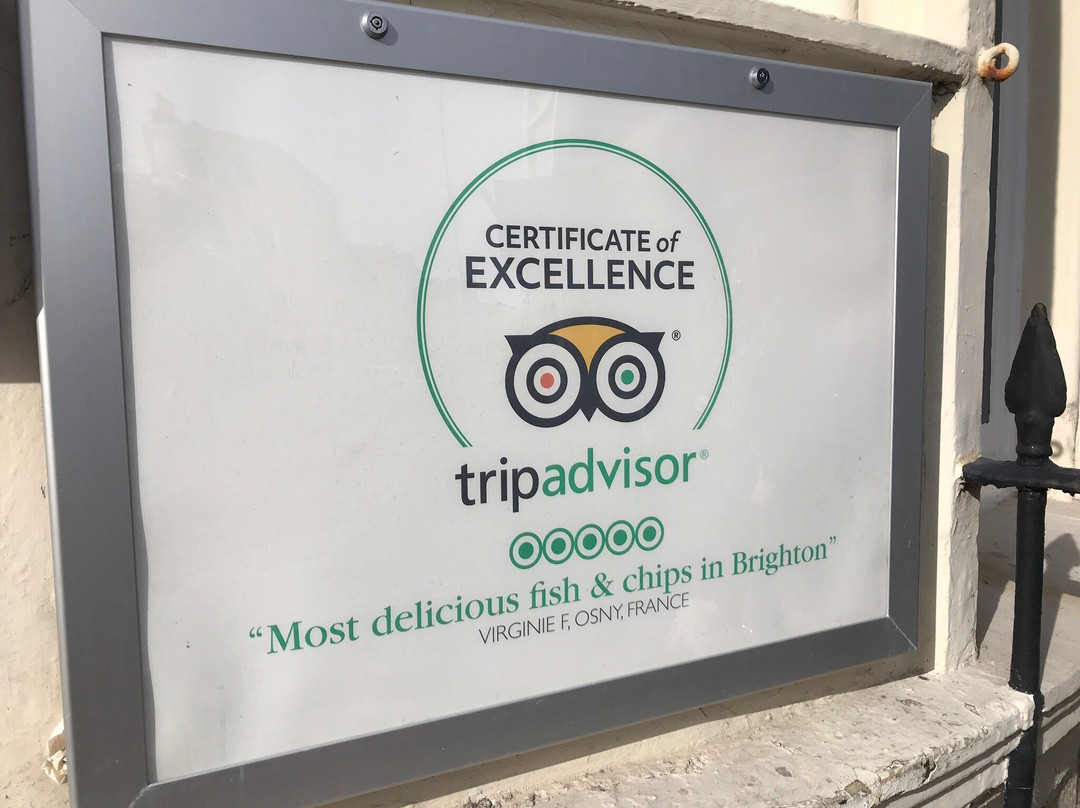 CERTIFICATE of
EXCELLENCE
®
tripadvisor®
“Most delicious fish & chips in Brighton”
VIRGINIE F, OSNY, FRANCE